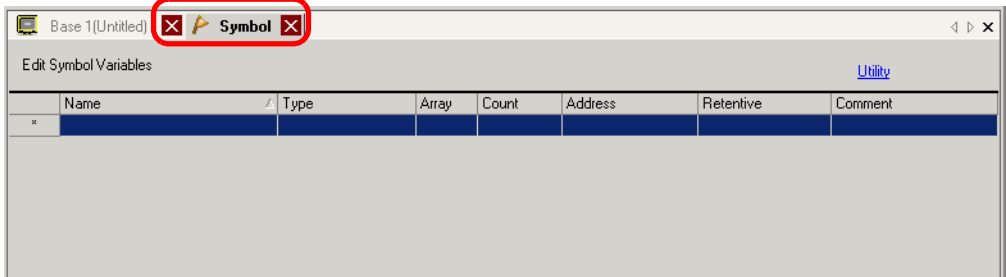 Base 1(Untitled) Symbol
Edit Symbol Variables Utility
Name Type Array Count Address Retentive Comment
*